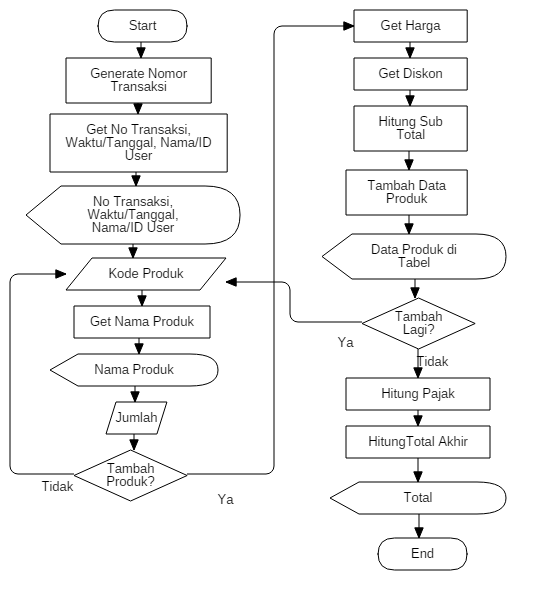 Start
Generate Nomor
Transaksi
Get No Transaksi,
Waktu/Tanggal, Nama/ID
User
No Transaksi,
Waktu/Tanggal,
Nama/ID User
Kode Produk
Get Nama Produk
Nama Produk
Jumlah
Tambah
Produk?
Tidak
Ya
Get Harga
Get Diskon
Hitung Sub
Total
Tambah Data
Produk
Data Produk di
Tabel
Tambah
Lagi?
Ya
Tidak
Hitung Pajak
HitungTotal Akhir
Total
End